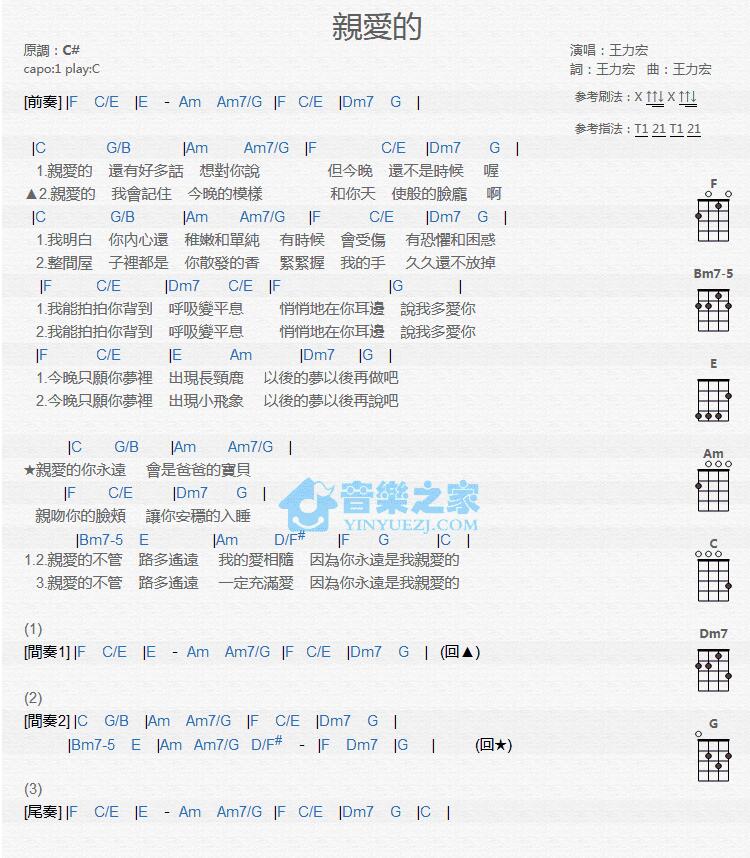 親愛的
原調：C#
capo:1 play:C
演唱：王力宏
詞：王力宏　曲：王力宏
參考刷法：X ↑↑↓ X ↑↑↓
參考指法：T1 21 T1 21
[前奏] |F C/E |E - Am Am7/G |F C/E |Dm7 G |
|C G/B |Am Am7/G |F C/E |Dm7 G |
1.親愛的 還有好多話 想對你說 但今晚 還不是時候 喔
▲2.親愛的 我會記住 今晚的模樣 和你天 使般的臉龐 啊
|C G/B |Am Am7/G |F C/E |Dm7 G |
1.我明白 你內心還 稚嫩和單純 有時候 會受傷 有恐懼和困惑
2.整間屋 子裡都是 你散發的香 緊緊握 我的手 久久還不放掉
|F C/E |Dm7 C/E |F |G |
1.我能拍拍你背到 呼吸變平息 悄悄地在你耳邊 說我多愛你
2.我能拍拍你背到 呼吸變平息 悄悄地在你耳邊 說我多愛你
|F C/E |E Am |Dm7 |G |
1.今晚只願你夢裡 出現長頸鹿 以後的夢以後再做吧
2.今晚只願你夢裡 出現小飛象 以後的夢以後再說吧
|C G/B |Am Am7/G |
★親愛的你永遠 會是爸爸的寶貝
|F C/E |Dm7 G |
親吻你的臉頰 讓你安穩的入睡
|Bm7-5 E |Am D/F# |F G |C |
1.2.親愛的不管 路多遙遠 我的愛相隨 因為你永遠是我親愛的
3.親愛的不管 路多遙遠 一定充滿愛 因為你永遠是我親愛的
(1)
[間奏1] |F C/E |E - Am Am7/G |F C/E |Dm7 G | (回▲)
(2)
[間奏2] |C G/B |Am Am7/G |F C/E |Dm7 G |
|Bm7-5 E |Am Am7/G D/F# - |F Dm7 |G | (回★)
(3)
[尾奏] |F C/E |E - Am Am7/G |F C/E |Dm7 G |C |
F
Bm7-5
E
Am
C
Dm7
G
音樂之家
YINYUEZJ.COM